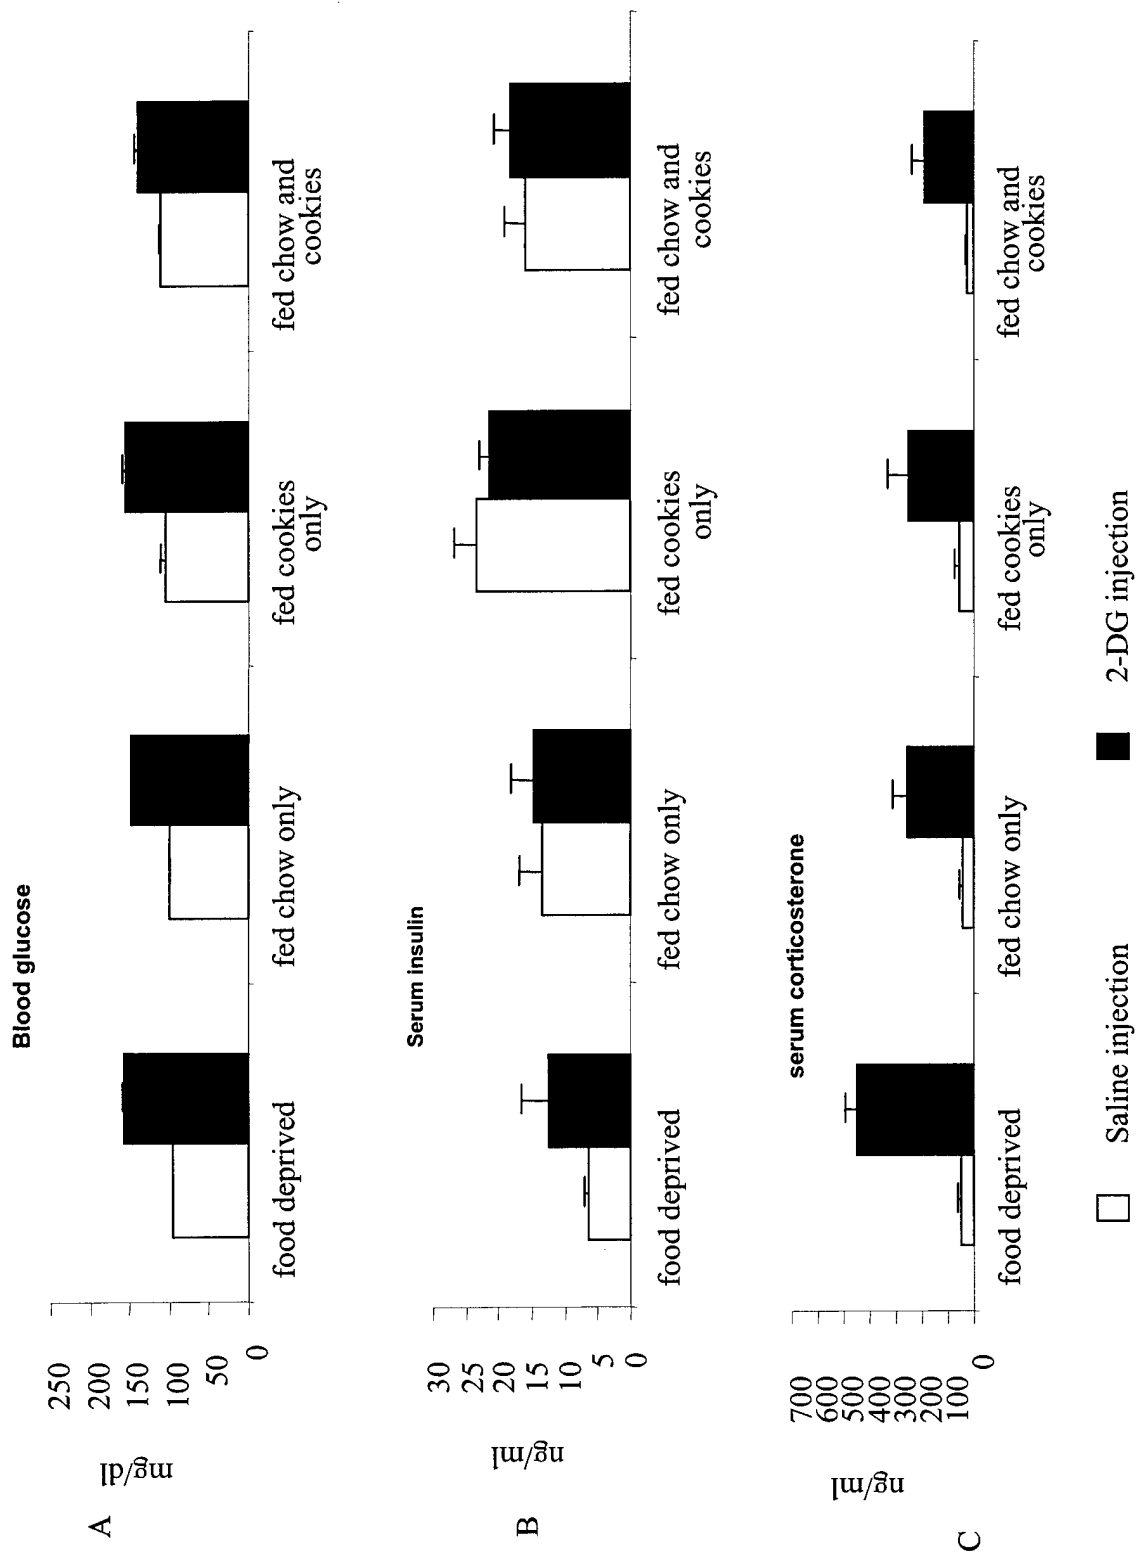 A
Blood glucose
mg/dl
250
200
150
100
50
0
food deprived
fed chow only
fed cookies
only
fed chow and
cookies
B
Serum insulin
ng/ml
30
25
20
15
10
5
0
food deprived
fed chow only
fed cookies
only
fed chow and
cookies
C
serum corticosterone
ng/ml
700
600
500
400
300
200
100
0
food deprived
fed chow only
fed cookies
only
fed chow and
cookies
Saline injection
2-DG injection